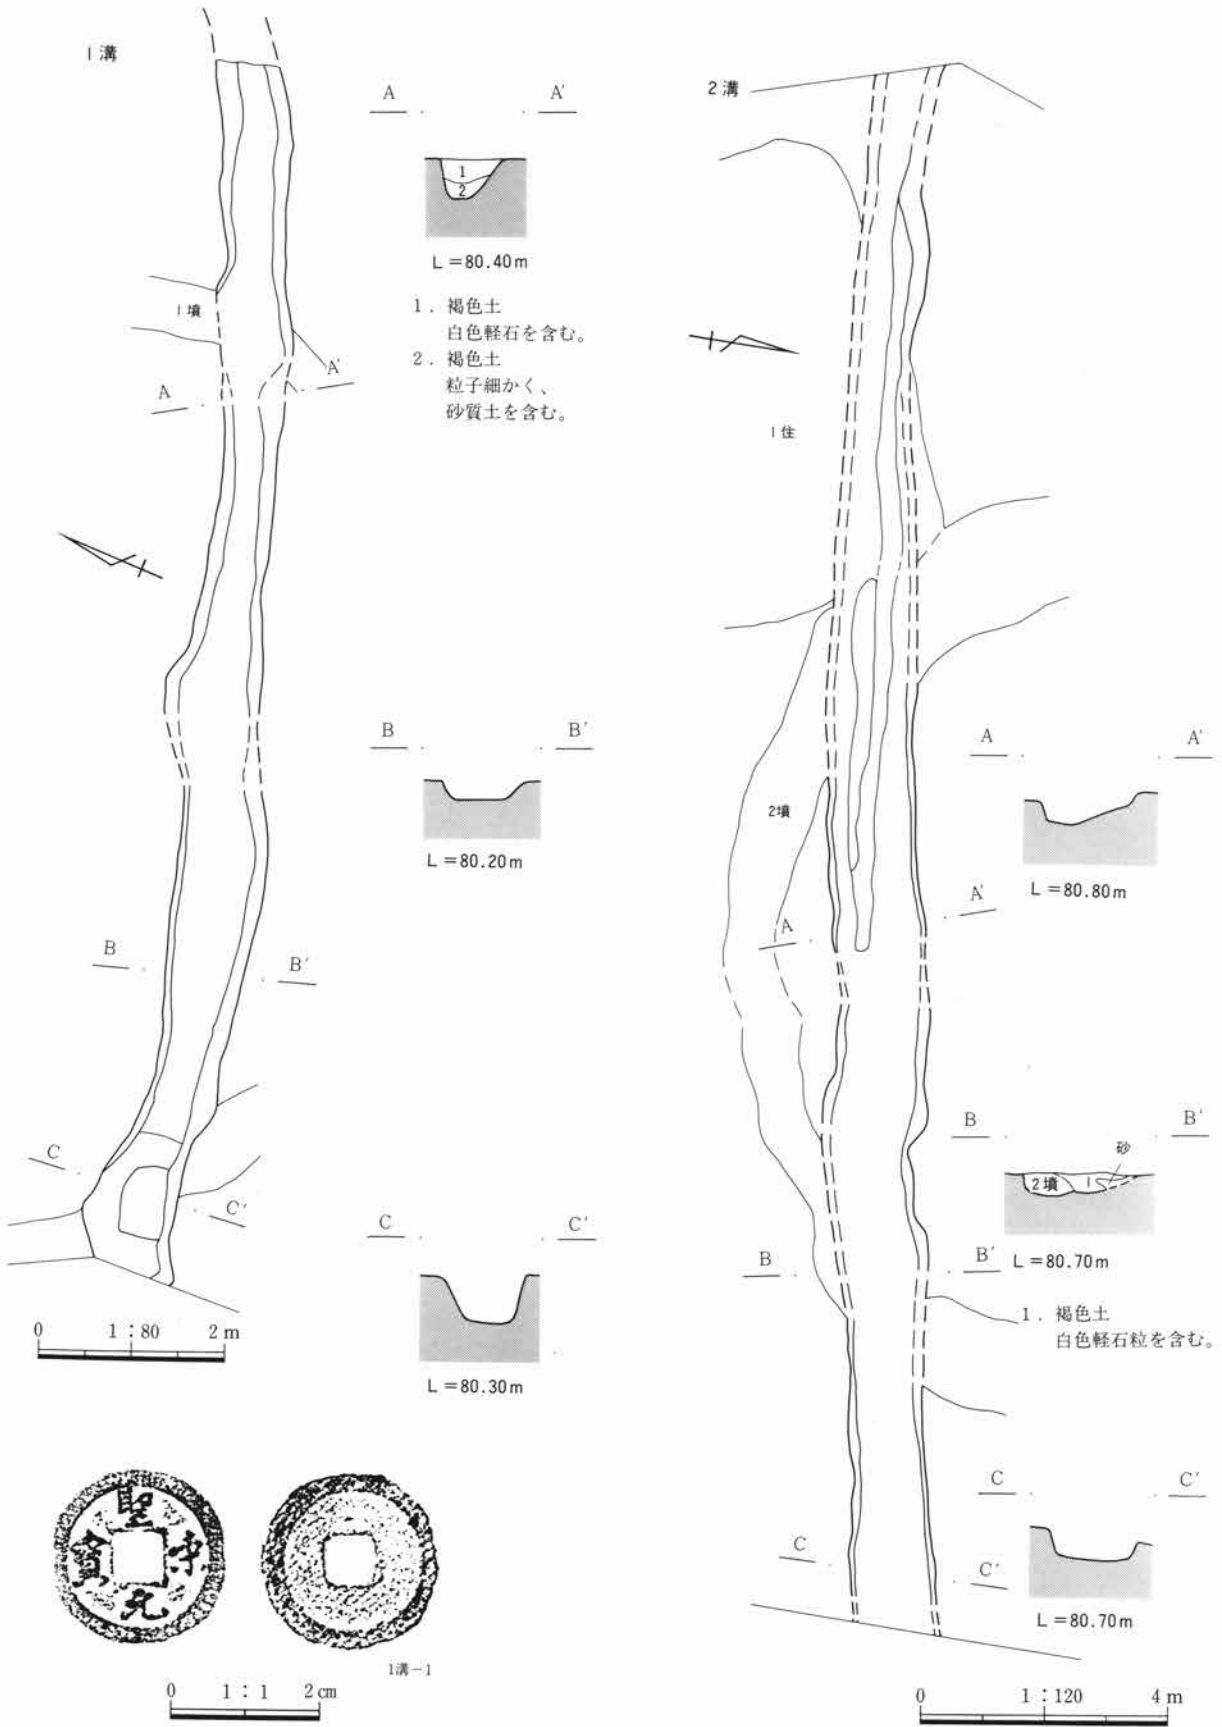 1溝
A A'
1
2
L=80.40m
1. 褐色土
白色軽石を含む。
2. 褐色土
粒子細かく、
砂質土を含む。
1墳
A A'
B B'
L=80.20m
B B'
C C'
C C'
L=80.30m
0 1:80 2m
聖宋元寳
1溝-1
0 1:1 2cm
2溝
1住
2墳
A A'
L=80.80m
A A'
B B'
砂
2墳 1
L=80.70m
1. 褐色土
白色軽石粒を含む。
B B'
C C'
L=80.70m
C C'
0 1:120 4m